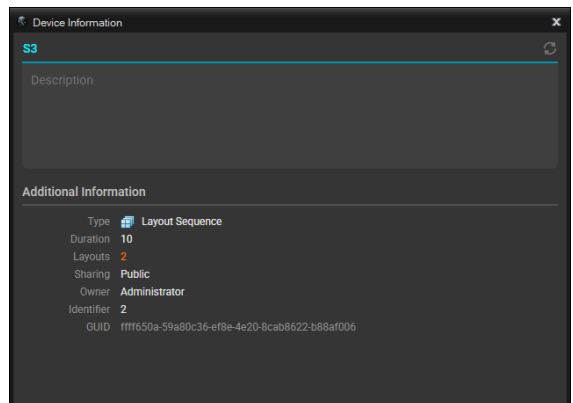 Device Information
S3
Description
Additional Information
Type Layout Sequence
Duration 10
Layouts 2
Sharing Public
Owner Administrator
Identifier 2
GUID ffff650a-59a80c36-ef8e-4e20-8cab8622-b88af006